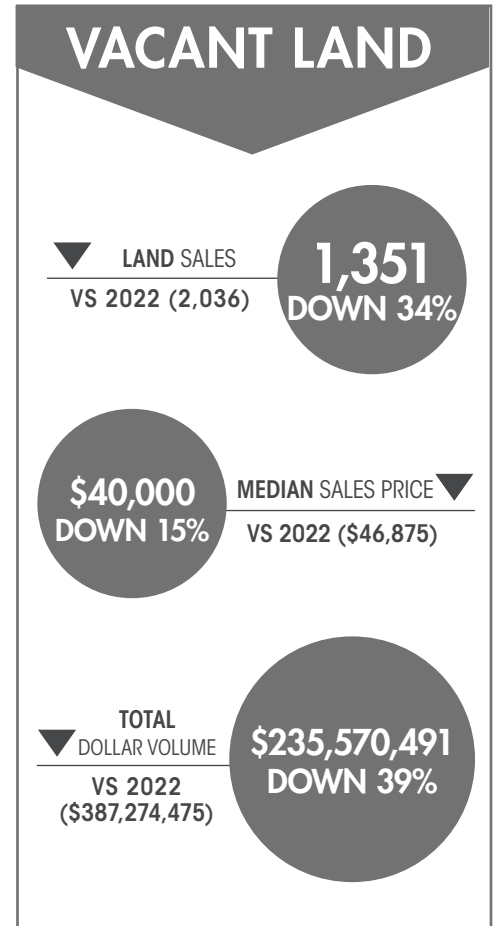 VACANT LAND
LAND SALES
VS 2022 (2,036)
1,351
DOWN 34%
$40,000
DOWN 15%
MEDIAN SALES PRICE
VS 2022 ($46,875)
TOTAL
DOLLAR VOLUME
VS 2022
($387,274,475)
$235,570,491
DOWN 39%